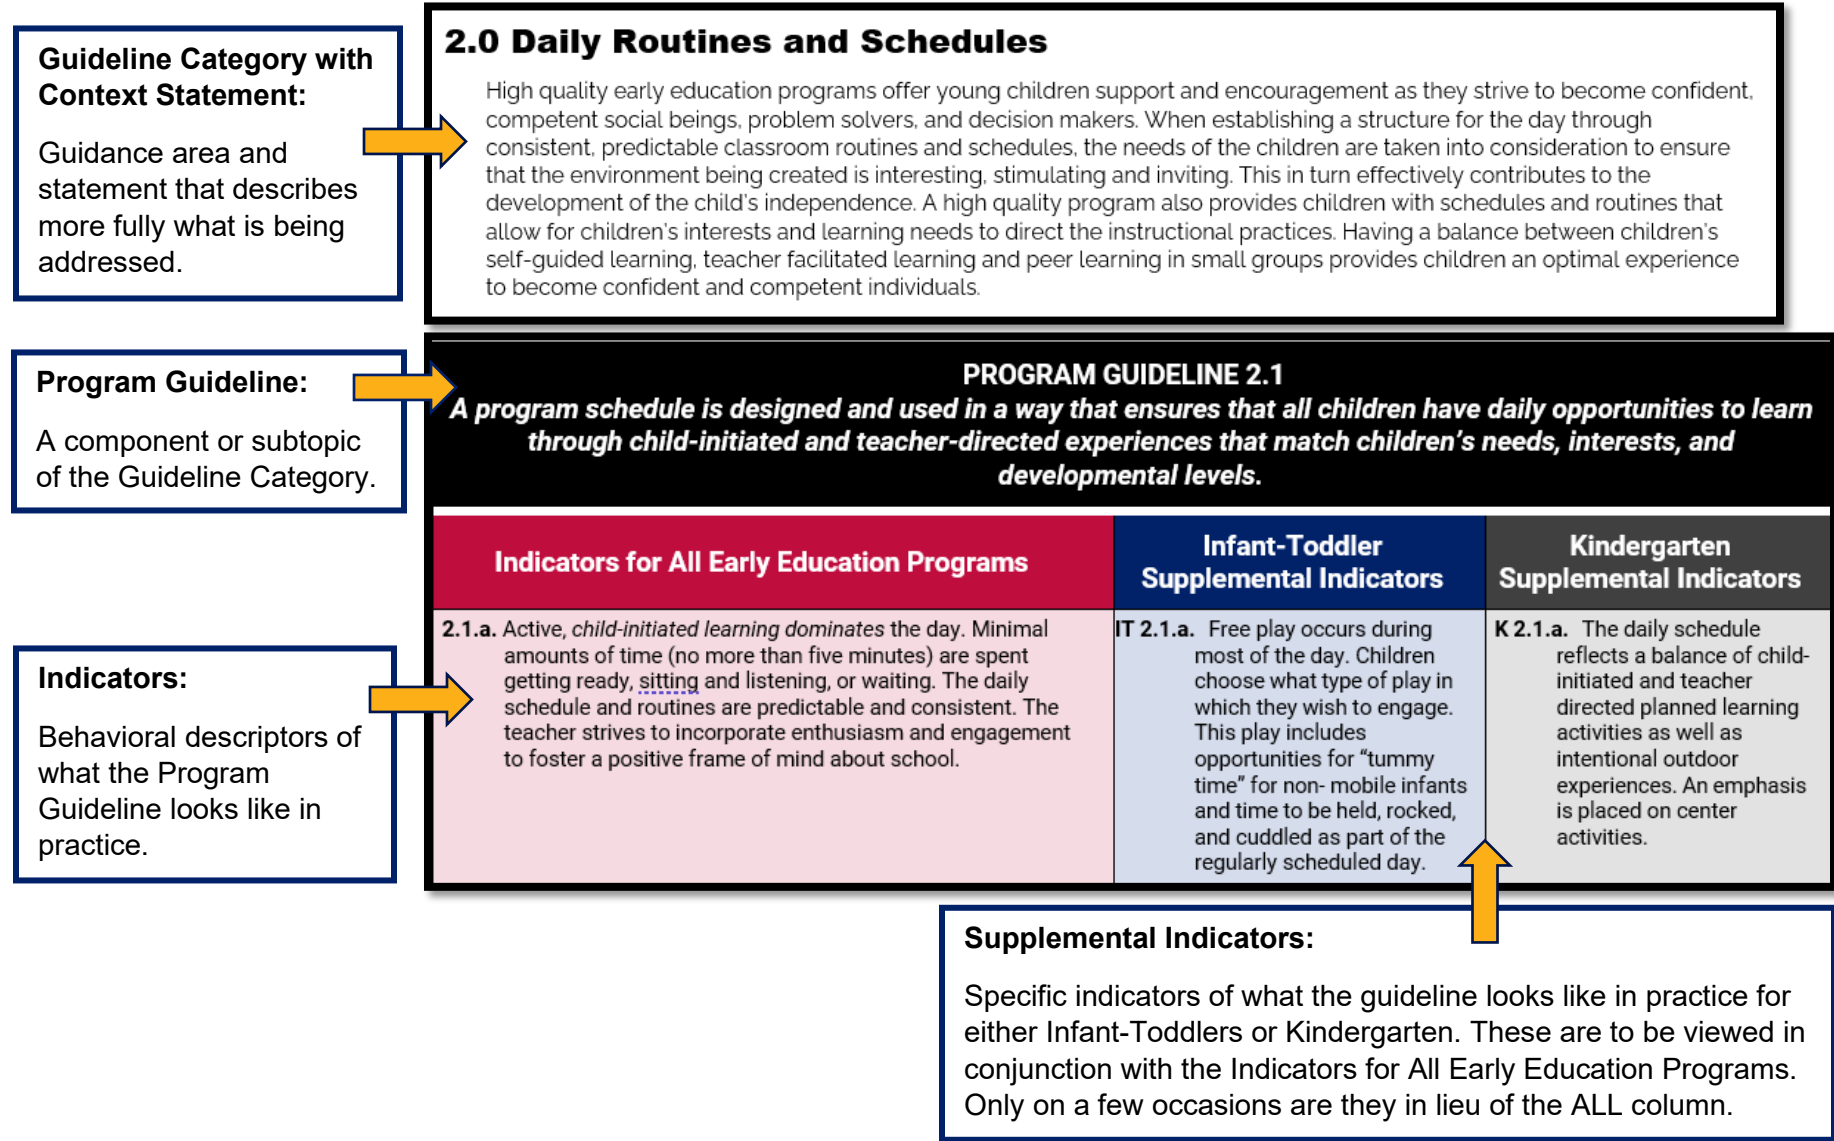 Guideline Category with
Context Statement:
Guidance area and
statement that describes
more fully what is being
addressed.
2.0 Daily Routines and Schedules
High quality early education programs offer young children support and encouragement as they strive to become confident,
competent social beings, problem solvers, and decision makers. When establishing a structure for the day through
consistent, predictable classroom routines and schedules, the needs of the children are taken into consideration to ensure
that the environment being created is interesting, stimulating and inviting. This in turn effectively contributes to the
development of the child's independence. A high quality program also provides children with schedules and routines that
allow for children's interests and learning needs to direct the instructional practices. Having a balance between children's
self-guided learning, teacher facilitated learning and peer learning in small groups provides children an optimal experience
to become confident and competent individuals.
Program Guideline:
A component or subtopic
of the Guideline Category.
PROGRAM GUIDELINE 2.1
A program schedule is designed and used in a way that ensures that all children have daily opportunities to learn
through child-initiated and teacher-directed experiences that match children's needs, interests, and
developmental levels.
Indicators for All Early Education Programs
Infant-Toddler
Supplemental Indicators
Kindergarten
Supplemental Indicators
Indicators:
Behavioral descriptors of
what the Program
Guideline looks like in
practice.
2.1.a. Active, child-initiated learning dominates the day. Minimal
amounts of time (no more than five minutes) are spent
getting ready, sitting and listening, or waiting. The daily
schedule and routines are predictable and consistent. The
teacher strives to incorporate enthusiasm and engagement
to foster a positive frame of mind about school.
IT 2.1.a. Free play occurs during
most of the day. Children
choose what type of play in
which they wish to engage.
This play includes
opportunities for "tummy
time" for non- mobile infants
and time to be held, rocked,
and cuddled as part of the
regularly scheduled day.
K 2.1.a. The daily schedule
reflects a balance of child-
initiated and teacher
directed planned learning
activities as well as
intentional outdoor
experiences. An emphasis
is placed on center
activities.
Supplemental Indicators:
Specific indicators of what the guideline looks like in practice for
either Infant-Toddlers or Kindergarten. These are to be viewed in
conjunction with the Indicators for All Early Education Programs.
Only on a few occasions are they in lieu of the ALL column.